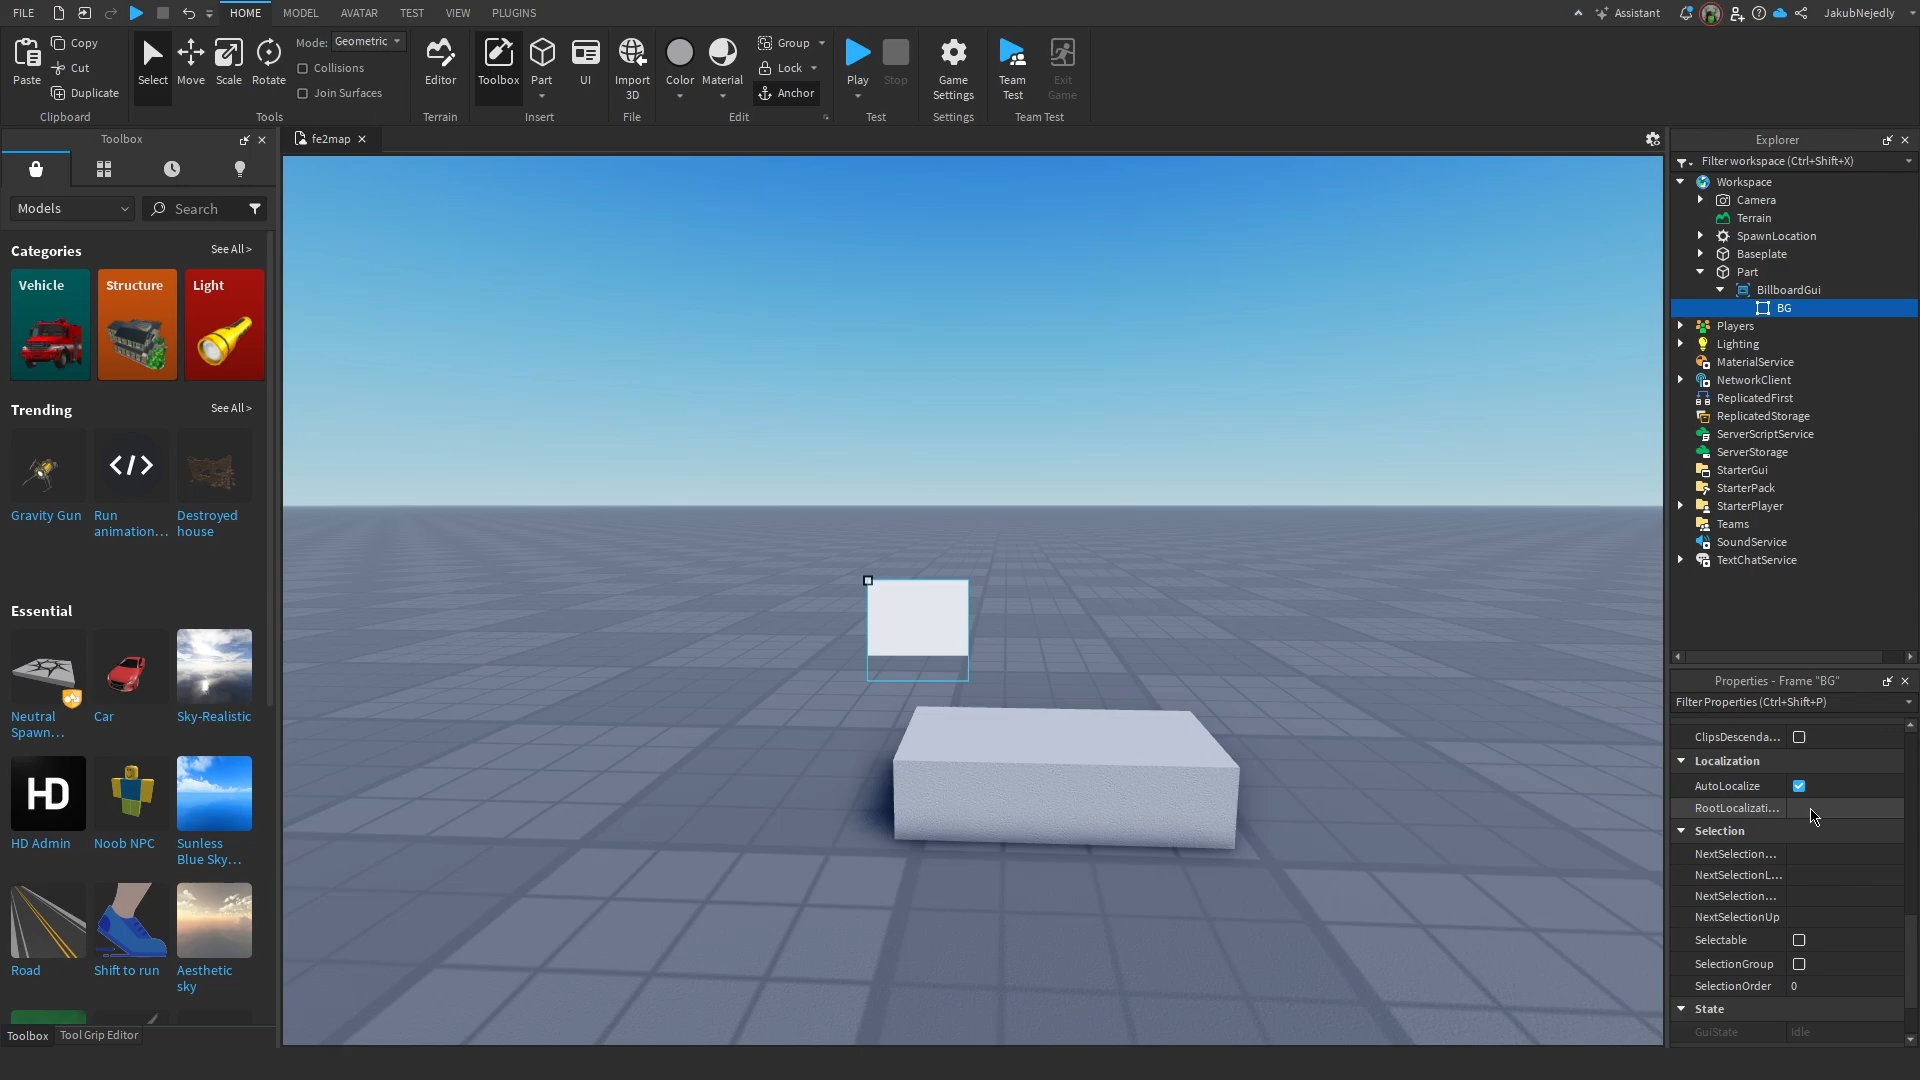 FILE HOME MODEL AVATAR TEST VIEW PLUGINS Assistant JakubNejedly
Paste Copy Cut Duplicate Clipboard
Select Move Scale Rotate Mode: Geometric Collisions Join Surfaces Tools
Editor Terrain
Toolbox Part UI Insert
Import 3D File
Color Material Group Lock Anchor Edit
Play Stop Test
Game Settings Settings
Team Test Exit Game Team Test
Toolbox
Models Search
Categories See All >
Vehicle Structure Light
Trending See All >
</>
Gravity Gun Run animation... Destroyed house
Essential
Neutral Spawn... Car Sky-Realistic
HD
HD Admin Noob NPC Sunless Blue Sky...
Road Shift to run Aesthetic sky
Toolbox Tool Grip Editor
fe2map
Explorer
Filter workspace (Ctrl+Shift+X)
Workspace
Camera
Terrain
SpawnLocation
Baseplate
Part
BillboardGui
BG
Players
Lighting
MaterialService
NetworkClient
ReplicatedFirst
ReplicatedStorage
ServerScriptService
ServerStorage
StarterGui
StarterPack
StarterPlayer
Teams
SoundService
TextChatService
Properties - Frame "BG"
Filter Properties (Ctrl+Shift+P)
ClipsDescenda...
Localization
AutoLocalize
RootLocalizati...
Selection
NextSelection...
NextSelectionL...
NextSelection...
NextSelectionUp
Selectable
SelectionGroup
SelectionOrder 0
State
GuiState Idle